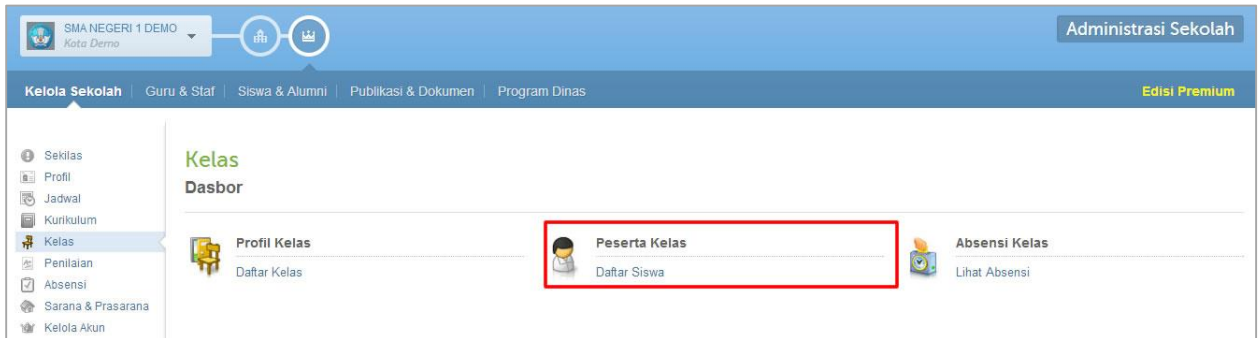 SMA NEGERI 1 DEMO
Kota Demo
Administrasi Sekolah
Kelola Sekolah
Guru & Staf
Siswa & Alumni
Publikasi & Dokumen
Program Dinas
Edisi Premium
Sekilas
Profil
Jadwal
Kurikulum
Kelas
Penilaian
Absensi
Sarana & Prasarana
Kelola Akun
Kelas
Dasbor
Profil Kelas
Daftar Kelas
Peserta Kelas
Daftar Siswa
Absensi Kelas
Lihat Absensi